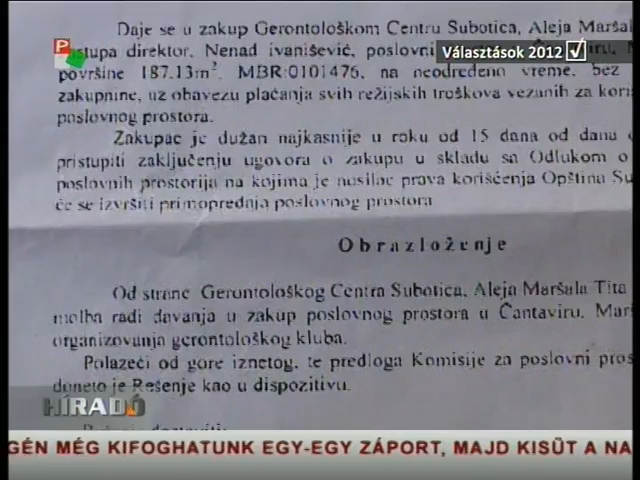 Daje se u zakup Gerontološkom Centru Subotica, Aleja Maršal
direktor, Nenad ivanišević, poslovni
Választások 2012
površine 187.13m². MBR:0101476, na neodređeno vreme, bez
zakupnine, uz obavezu plaćanja svih režijskih troškova vezanih za kori
poslovnog prostora.
Zakupac je dužan najkasnije u roku od 15 dana od dana
pristupiti zaključenju ugovora o zakupu u skladu sa Odlukom o
poslovnih prostorija na kojima je nosilac prava korišćenja Opština Su
će se izvršiti primopredaja poslovnog prostora
Obrazloženje
Od strane Gerontološkog Centra Subotica, Aleja Maršala Tita
molba radi davanja u zakup poslovnog prostora u Čantaviru, Mar
organizovanja gerontološkog kluba.
Polazeći od gore iznetog, te predloga Komisije za poslovni pros
doneto je Rešenje kao u dispozitivu.
HÍRADÓ
GÉN MÉG KIFOGHATUNK EGY-EGY ZÁPORT, MAJD KISÜT A NA